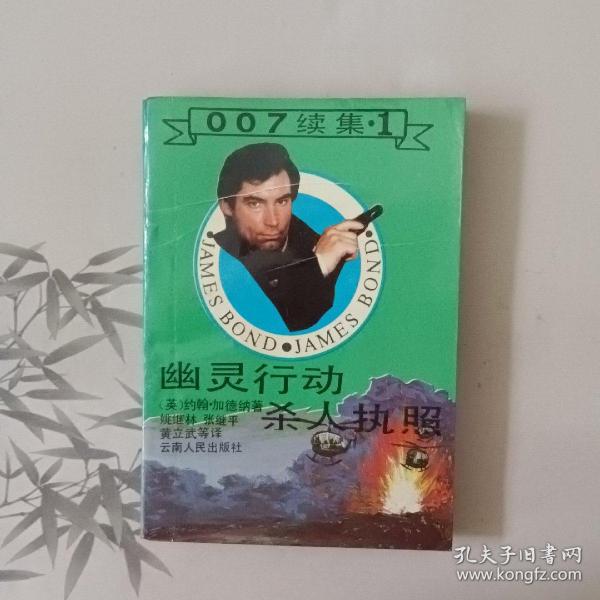 007续集·1
JAMES BOND·JAMES BOND·
幽灵行动
(英)约翰·加德纳著
杀人执照
姚继林 张继平
黄立武等译
云南人民出版社
孔夫子旧書网
www.kongfz.com